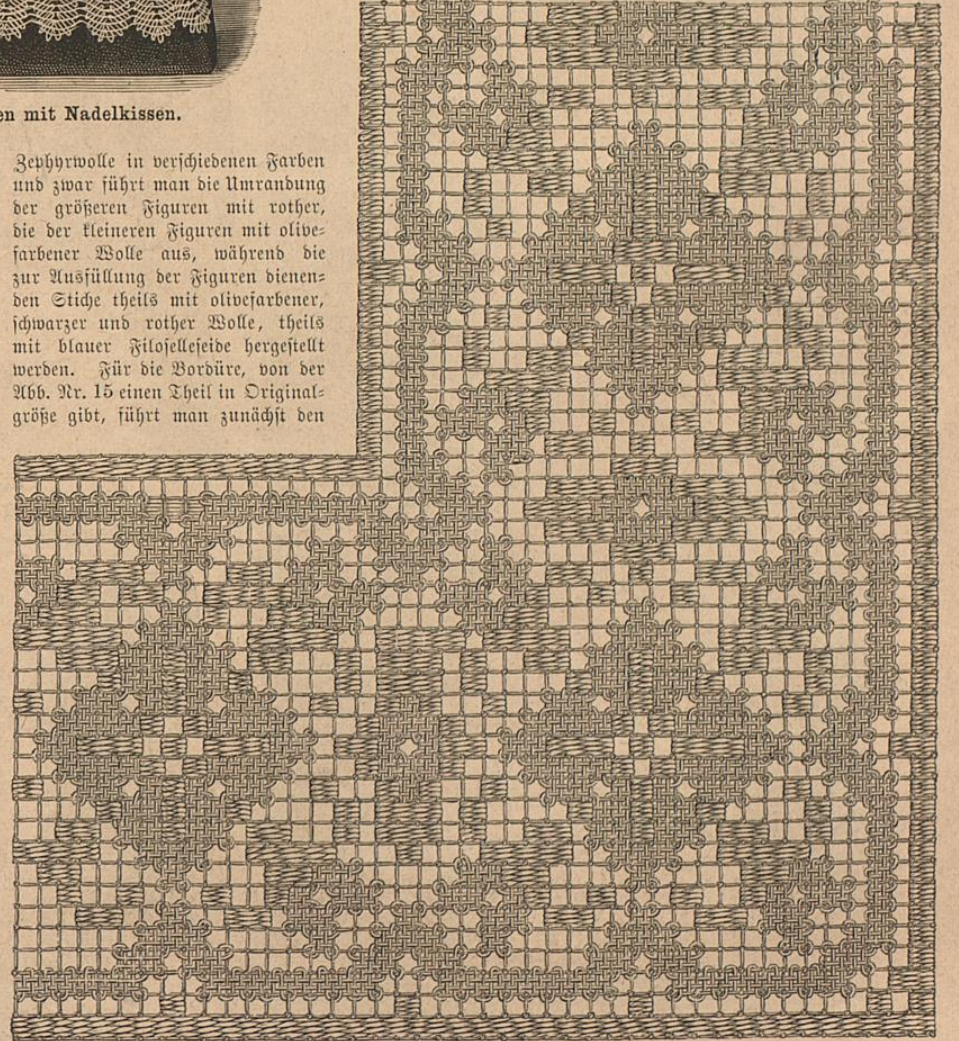 en mit Nadelkissen.
Zephyrwolle in verschiedenen Farben
und zwar führt man die Umrandung
der größeren Figuren mit rother,
die der kleineren Figuren mit olive-
farbener Wolle aus, während die
zur Ausfüllung der Figuren dienen-
den Stiche theils mit olivefarbener,
schwarzer und rother Wolle, theils
mit blauer Filoselleseide hergestellt
werden. Für die Bordüre, von der
Abb. Nr. 15 einen Theil in Original-
größe gibt, führt man zunächst den